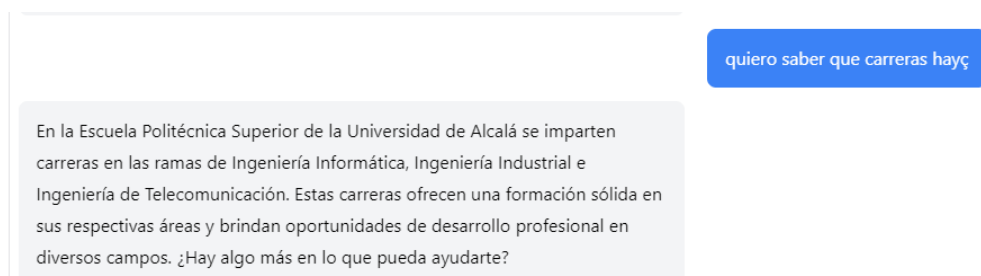 quiero saber que carreras hayç
En la Escuela Politécnica Superior de la Universidad de Alcalá se imparten
carreras en las ramas de Ingeniería Informática, Ingeniería Industrial e
Ingeniería de Telecomunicación. Estas carreras ofrecen una formación sólida en
sus respectivas áreas y brindan oportunidades de desarrollo profesional en
diversos campos. ¿Hay algo más en lo que pueda ayudarte?